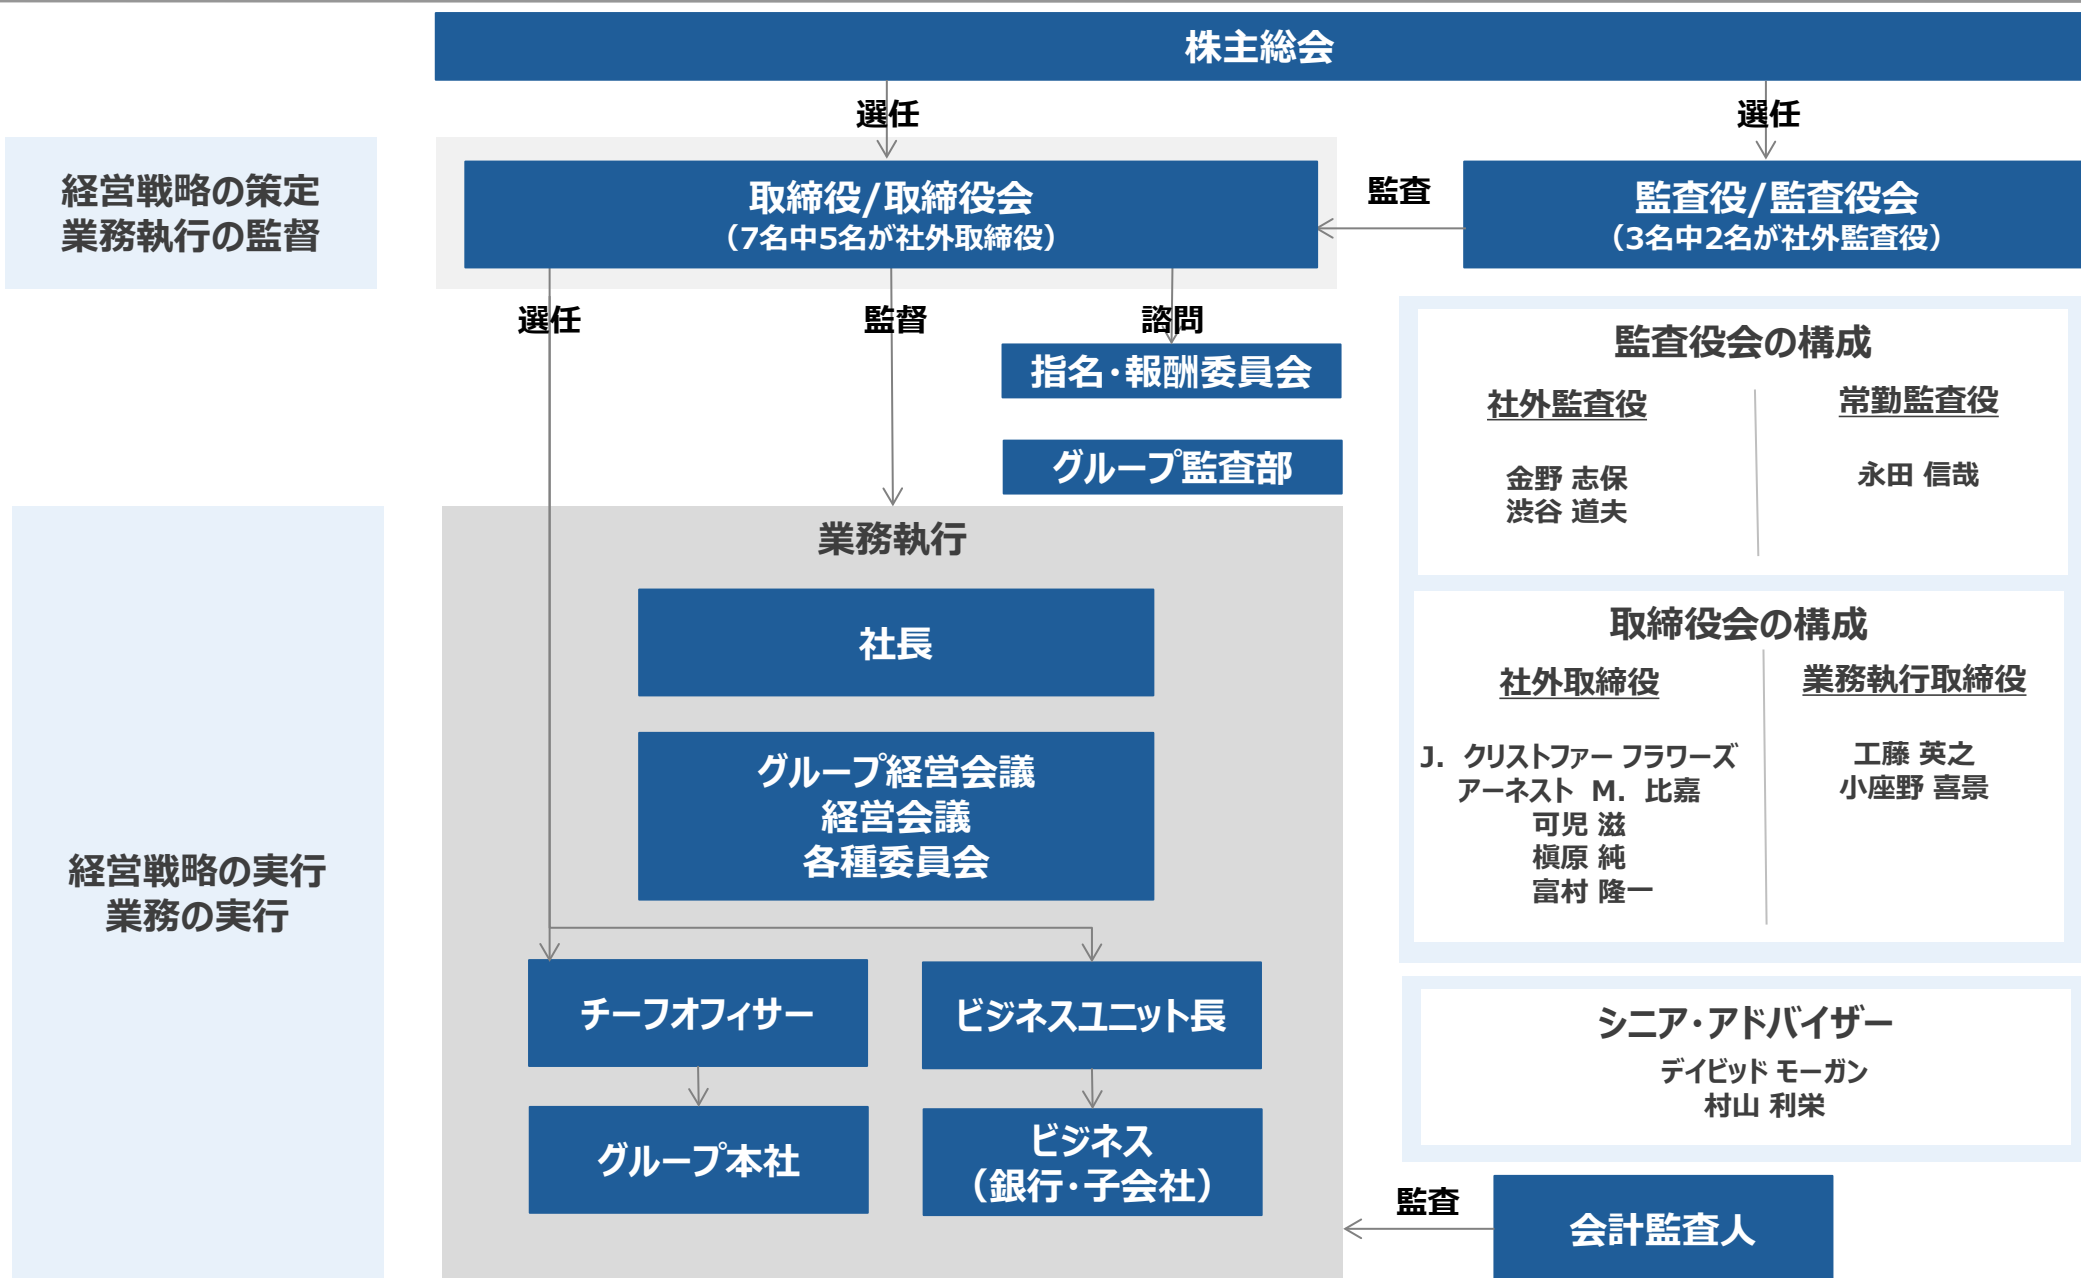 株主総会
選任
選任
経営戦略の策定
業務執行の監督
取締役/取締役会
（7名中5名が社外取締役）
監査
監査役/監査役会
（3名中2名が社外監査役）
選任
監督
諮問
指名・報酬委員会
グループ監査部
監査役会の構成
社外監査役
常勤監査役
金野 志保
渋谷 道夫
永田 信哉
経営戦略の実行
業務の実行
業務執行
社長
グループ経営会議
経営会議
各種委員会
チーフオフィサー
ビジネスユニット長
グループ本社
ビジネス
（銀行・子会社）
取締役会の構成
社外取締役
業務執行取締役
J. クリストファー フラワーズ
アーネスト M. 比嘉
可児 滋
槇原 純
富村 隆一
工藤 英之
小座野 喜景
シニア・アドバイザー
デイビッド モーガン
村山 利栄
監査
会計監査人